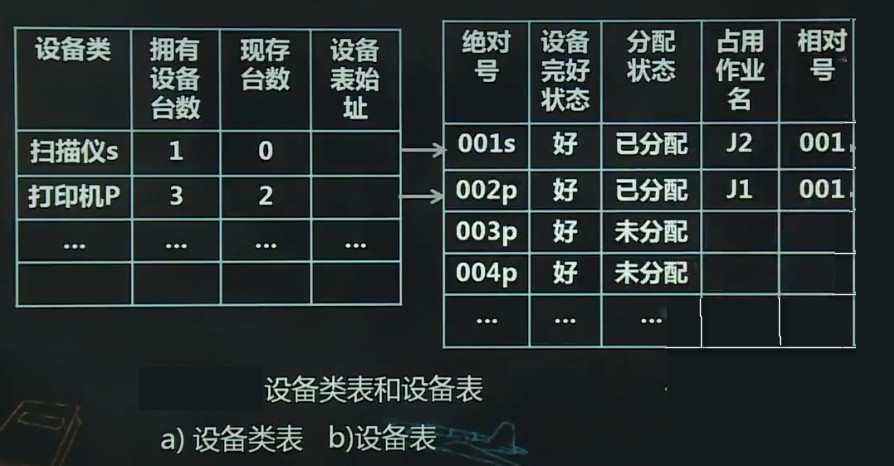 设备类 拥有设备台数 现存台数 设备表始址
扫描仪s 1 0
打印机P 3 2
... ... ... ...
绝对号 设备完好状态 分配状态 占用作业名 相对号
001s 好 已分配 J2 001
002p 好 已分配 J1 001
003p 好 未分配
004p 好 未分配
... ... ...
设备类表和设备表
a) 设备类表 b)设备表